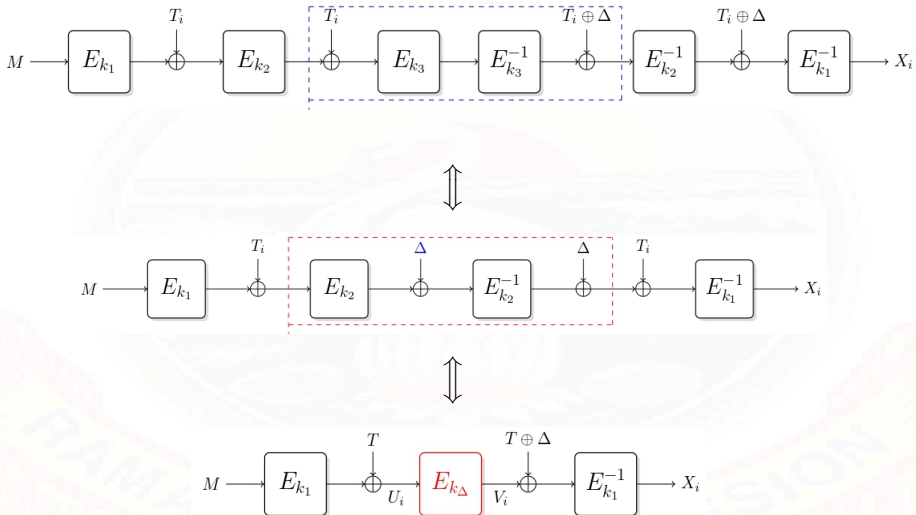 T_i T_i T_i ⊕ Δ T_i ⊕ Δ
M E_{k_1} E_{k_2} E_{k_3} E_{k_3}^{-1} E_{k_2}^{-1} E_{k_1}^{-1} X_i
T_i Δ Δ T_i
M E_{k_1} E_{k_2} E_{k_2}^{-1} E_{k_1}^{-1} X_i
T T ⊕ Δ
M E_{k_1} U_i E_{k_Δ} V_i E_{k_1}^{-1} X_i